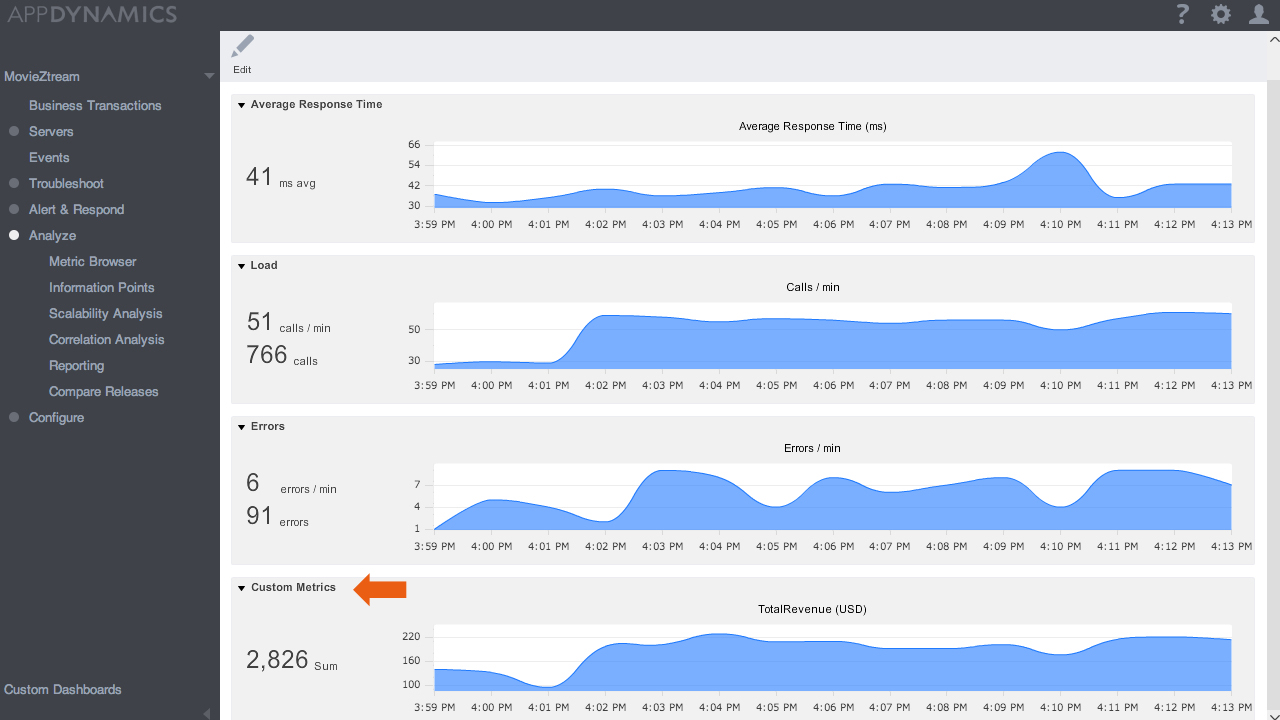 APPDYNAMICS
?
Edit
MovieZtream
Business Transactions
Servers
Events
Troubleshoot
Alert & Respond
Analyze
Metric Browser
Information Points
Scalability Analysis
Correlation Analysis
Reporting
Compare Releases
Configure
Custom Dashboards
Average Response Time
Average Response Time (ms)
41 ms avg
66
54
42
30
3:59 PM 4:00 PM 4:01 PM 4:02 PM 4:03 PM 4:04 PM 4:05 PM 4:06 PM 4:07 PM 4:08 PM 4:09 PM 4:10 PM 4:11 PM 4:12 PM 4:13 PM
Load
Calls / min
51 calls / min
766 calls
50
30
3:59 PM 4:00 PM 4:01 PM 4:02 PM 4:03 PM 4:04 PM 4:05 PM 4:06 PM 4:07 PM 4:08 PM 4:09 PM 4:10 PM 4:11 PM 4:12 PM 4:13 PM
Errors
Errors / min
6 errors / min
91 errors
7
4
1
3:59 PM 4:00 PM 4:01 PM 4:02 PM 4:03 PM 4:04 PM 4:05 PM 4:06 PM 4:07 PM 4:08 PM 4:09 PM 4:10 PM 4:11 PM 4:12 PM 4:13 PM
Custom Metrics
TotalRevenue (USD)
2,826 Sum
220
160
100
3:59 PM 4:00 PM 4:01 PM 4:02 PM 4:03 PM 4:04 PM 4:05 PM 4:06 PM 4:07 PM 4:08 PM 4:09 PM 4:10 PM 4:11 PM 4:12 PM 4:13 PM